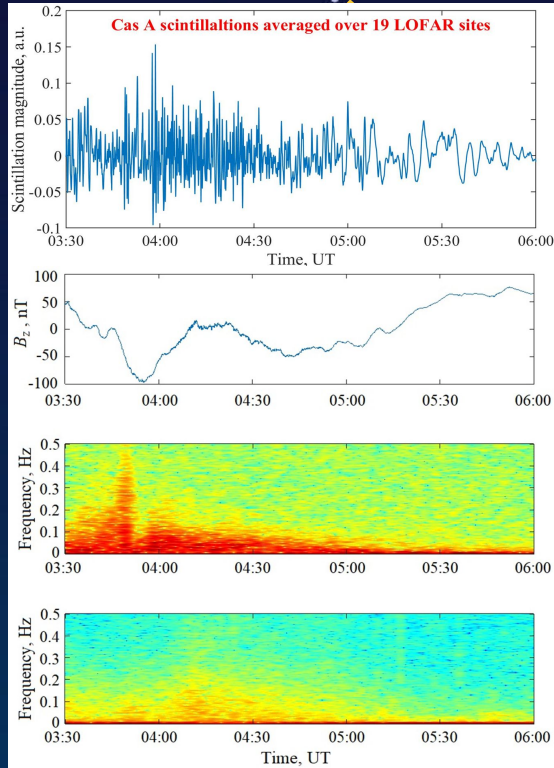 Cas A scintillaltions averaged over 19 LOFAR sites
Scintillation magnitude, a.u.
0.2
0.15
0.1
0.05
0
-0.05
-0.1
03:30 04:00 04:30 05:00 05:30 06:00
Time, UT
Bz , nT
100
50
0
-50
-100
03:30 04:00 04:30 05:00 05:30 06:00
Frequency, Hz
0.5
0.4
0.3
0.2
0.1
0
03:30 04:00 04:30 05:00 05:30 06:00
Frequency, Hz
0.5
0.4
0.3
0.2
0.1
0
03:30 04:00 04:30 05:00 05:30 06:00
Time, UT